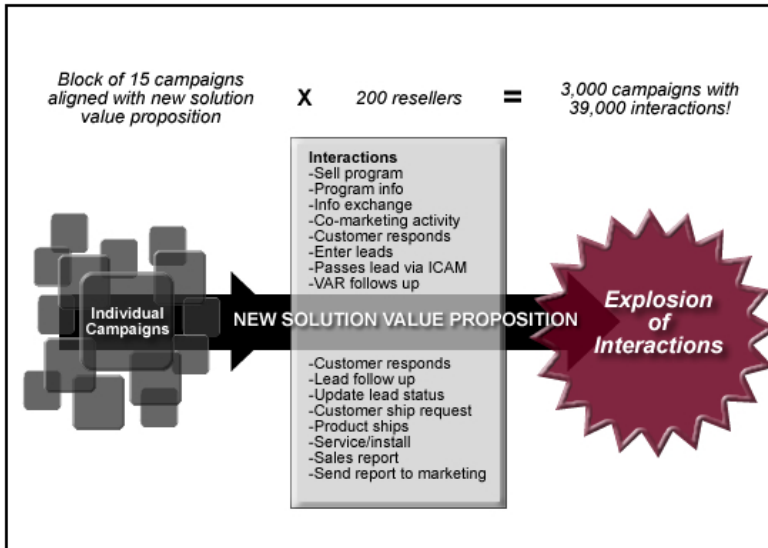 Block of 15 campaigns
aligned with new solution
value proposition
X
200 resellers
=
3,000 campaigns with
39,000 interactions!
Interactions
-Sell program
-Program info
-Info exchange
-Co-marketing activity
-Customer responds
-Enter leads
-Passes lead via ICAM
-VAR follows up
Individual
Campaigns
NEW SOLUTION VALUE PROPOSITION
Explosion
of
Interactions
-Customer responds
-Lead follow up
-Update lead status
-Customer ship request
-Product ships
-Service/install
-Sales report
-Send report to marketing